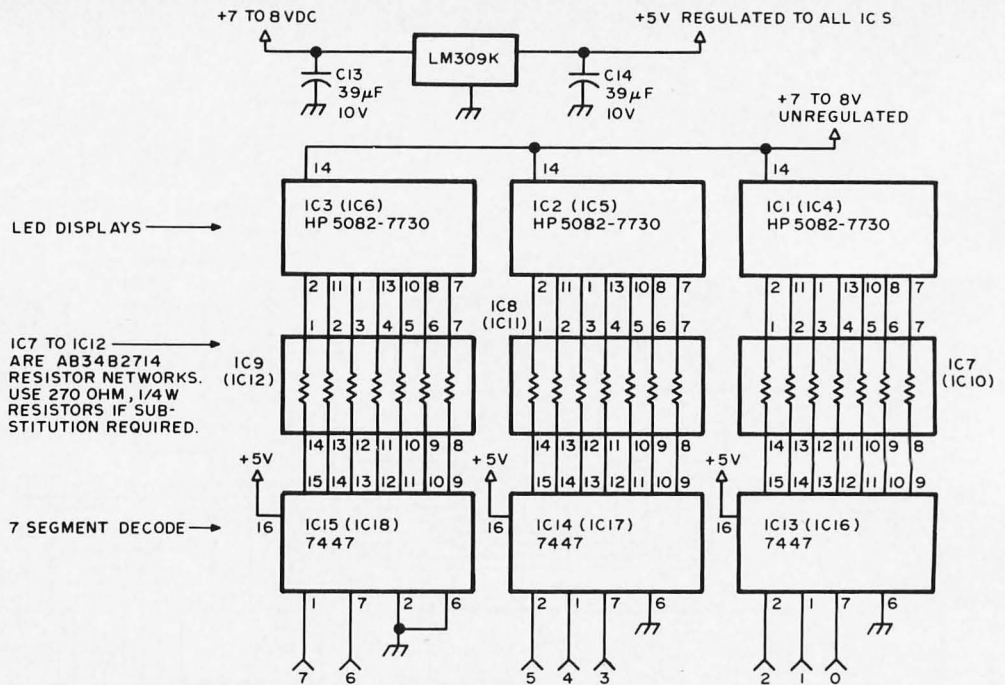 +7 TO 8VDC
+5V REGULATED TO ALL IC S
LM309K
C13
39µF
10V
C14
39µF
10V
+7 TO 8V
UNREGULATED
14
14
14
LED DISPLAYS
IC3 (IC6)
HP 5082-7730
IC2 (IC5)
HP 5082-7730
IC1 (IC4)
HP 5082-7730
2 11 1 13 10 8 7
2 11 1 13 10 8 7
2 11 1 13 10 8 7
1 2 3 4 5 6 7
IC8
(IC11)
1 2 3 4 5 6 7
1 2 3 4 5 6 7
IC7 TO IC12
ARE AB34B2714
RESISTOR NETWORKS.
USE 270 OHM, 1/4W
RESISTORS IF SUB-
STITUTION REQUIRED.
IC9
(IC12)
IC7
(IC10)
14 13 12 11 10 9 8
14 13 12 11 10 9 8
14 13 12 11 10 9 8
+5V
+5V
+5V
15 14 13 12 11 10 9
15 14 13 12 11 10 9
15 14 13 12 11 10 9
7 SEGMENT DECODE
16
IC15 (IC18)
7447
16
IC14 (IC17)
7447
16
IC13 (IC16)
7447
1 7 2 6
2 1 7 6
2 1 7 6
7 6
5 4 3
2 1 0